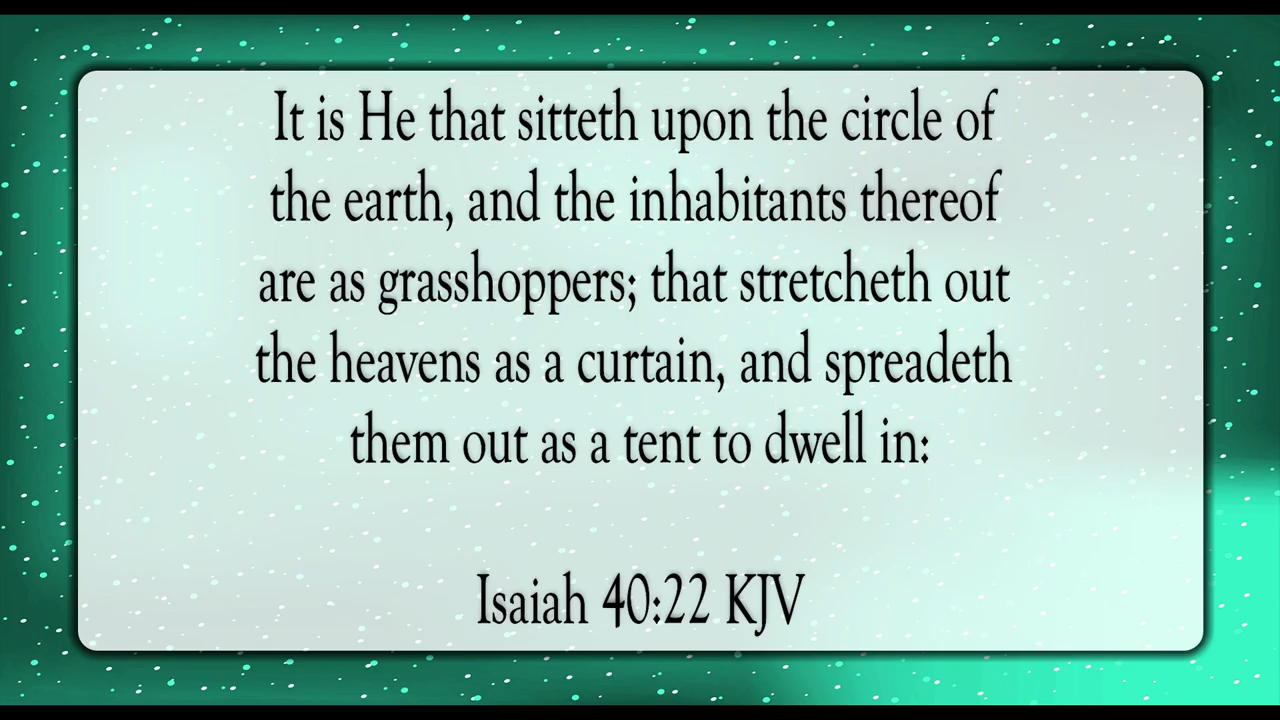 It is He that sitteth upon the circle of
the earth, and the inhabitants thereof
are as grasshoppers; that stretcheth out
the heavens as a curtain, and spreadeth
them out as a tent to dwell in:
Isaiah 40:22 KJV